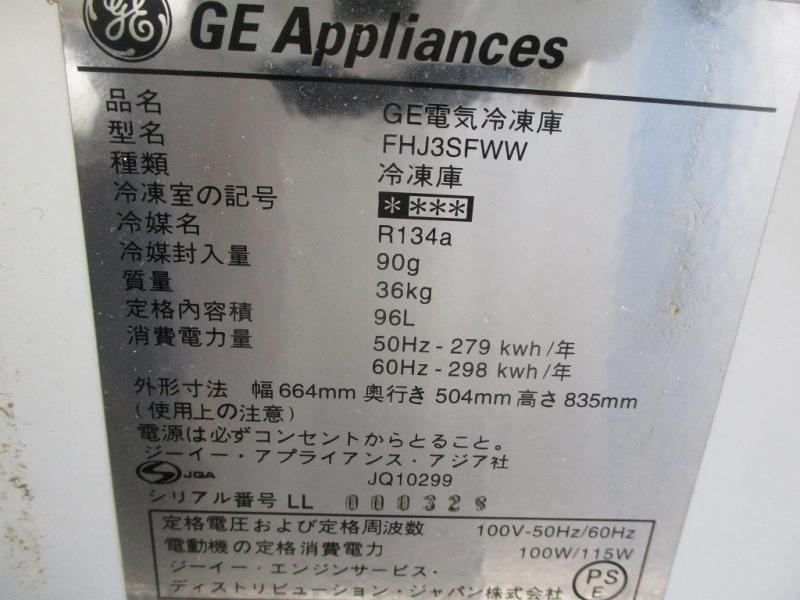 GE Appliances
品名 GE電気冷凍庫
型名 FHJ3SFWW
種類 冷凍庫
冷凍室の記号 ****
冷媒名 R134a
冷媒封入量 90g
質量 36kg
定格内容積 96L
消費電力量 50Hz - 279 kwh/年
60Hz - 298 kwh/年
外形寸法 幅 664mm 奥行き 504mm 高さ 835mm
(使用上の注意)
電源は必ずコンセントからとること。
ジーイー・アプライアンス・アジア社
JQA JQ10299
シリアル番号 LL 000328
定格電圧および定格周波数 100V-50Hz/60Hz
電動機の定格消費電力 100W/115W
ジーイー・エンジンサービス・
ディストリビューション・ジャパン株式会社
PS
E